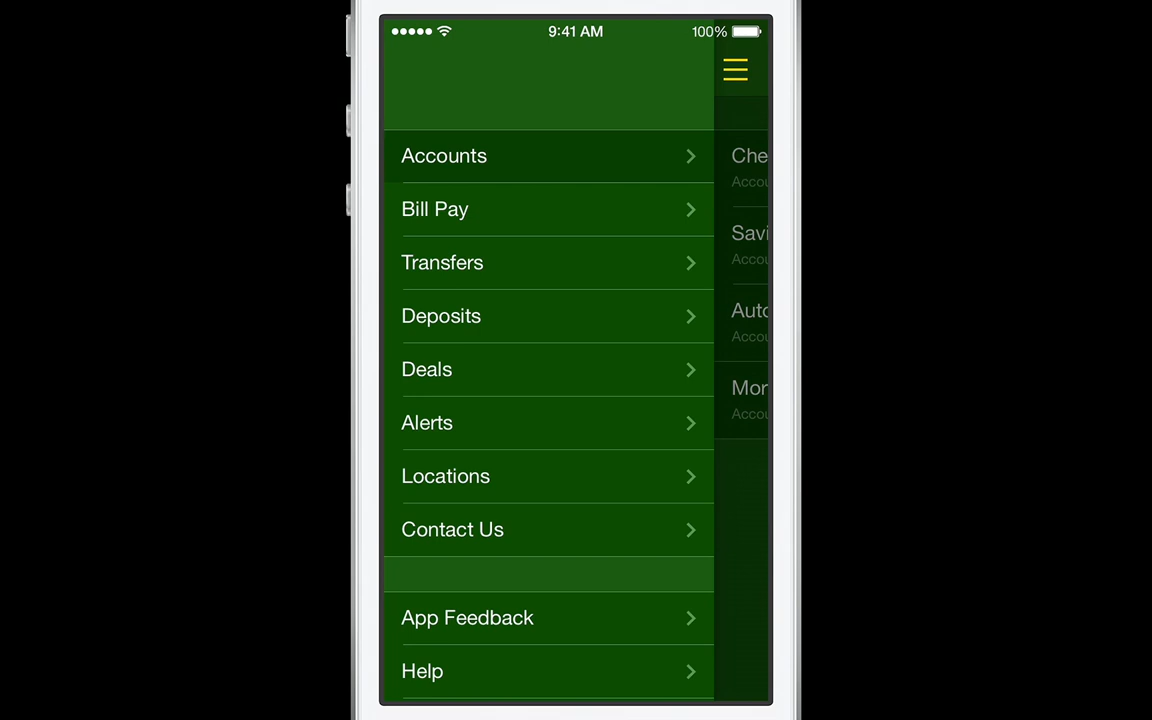 9:41 AM
100%
Accounts
Bill Pay
Transfers
Deposits
Deals
Alerts
Locations
Contact Us
App Feedback
Help
Che
Accou
Savi
Accou
Auto
Accou
Mor
Accou